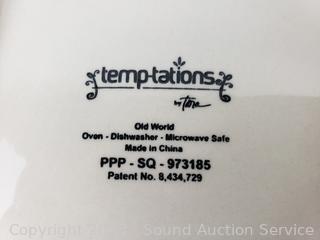 temp-tations
by Tara
Old World
Oven - Dishwasher - Microwave Safe
Made in China
PPP - SQ - 973185
Patent No. 8,434,729
Sound Auction Service